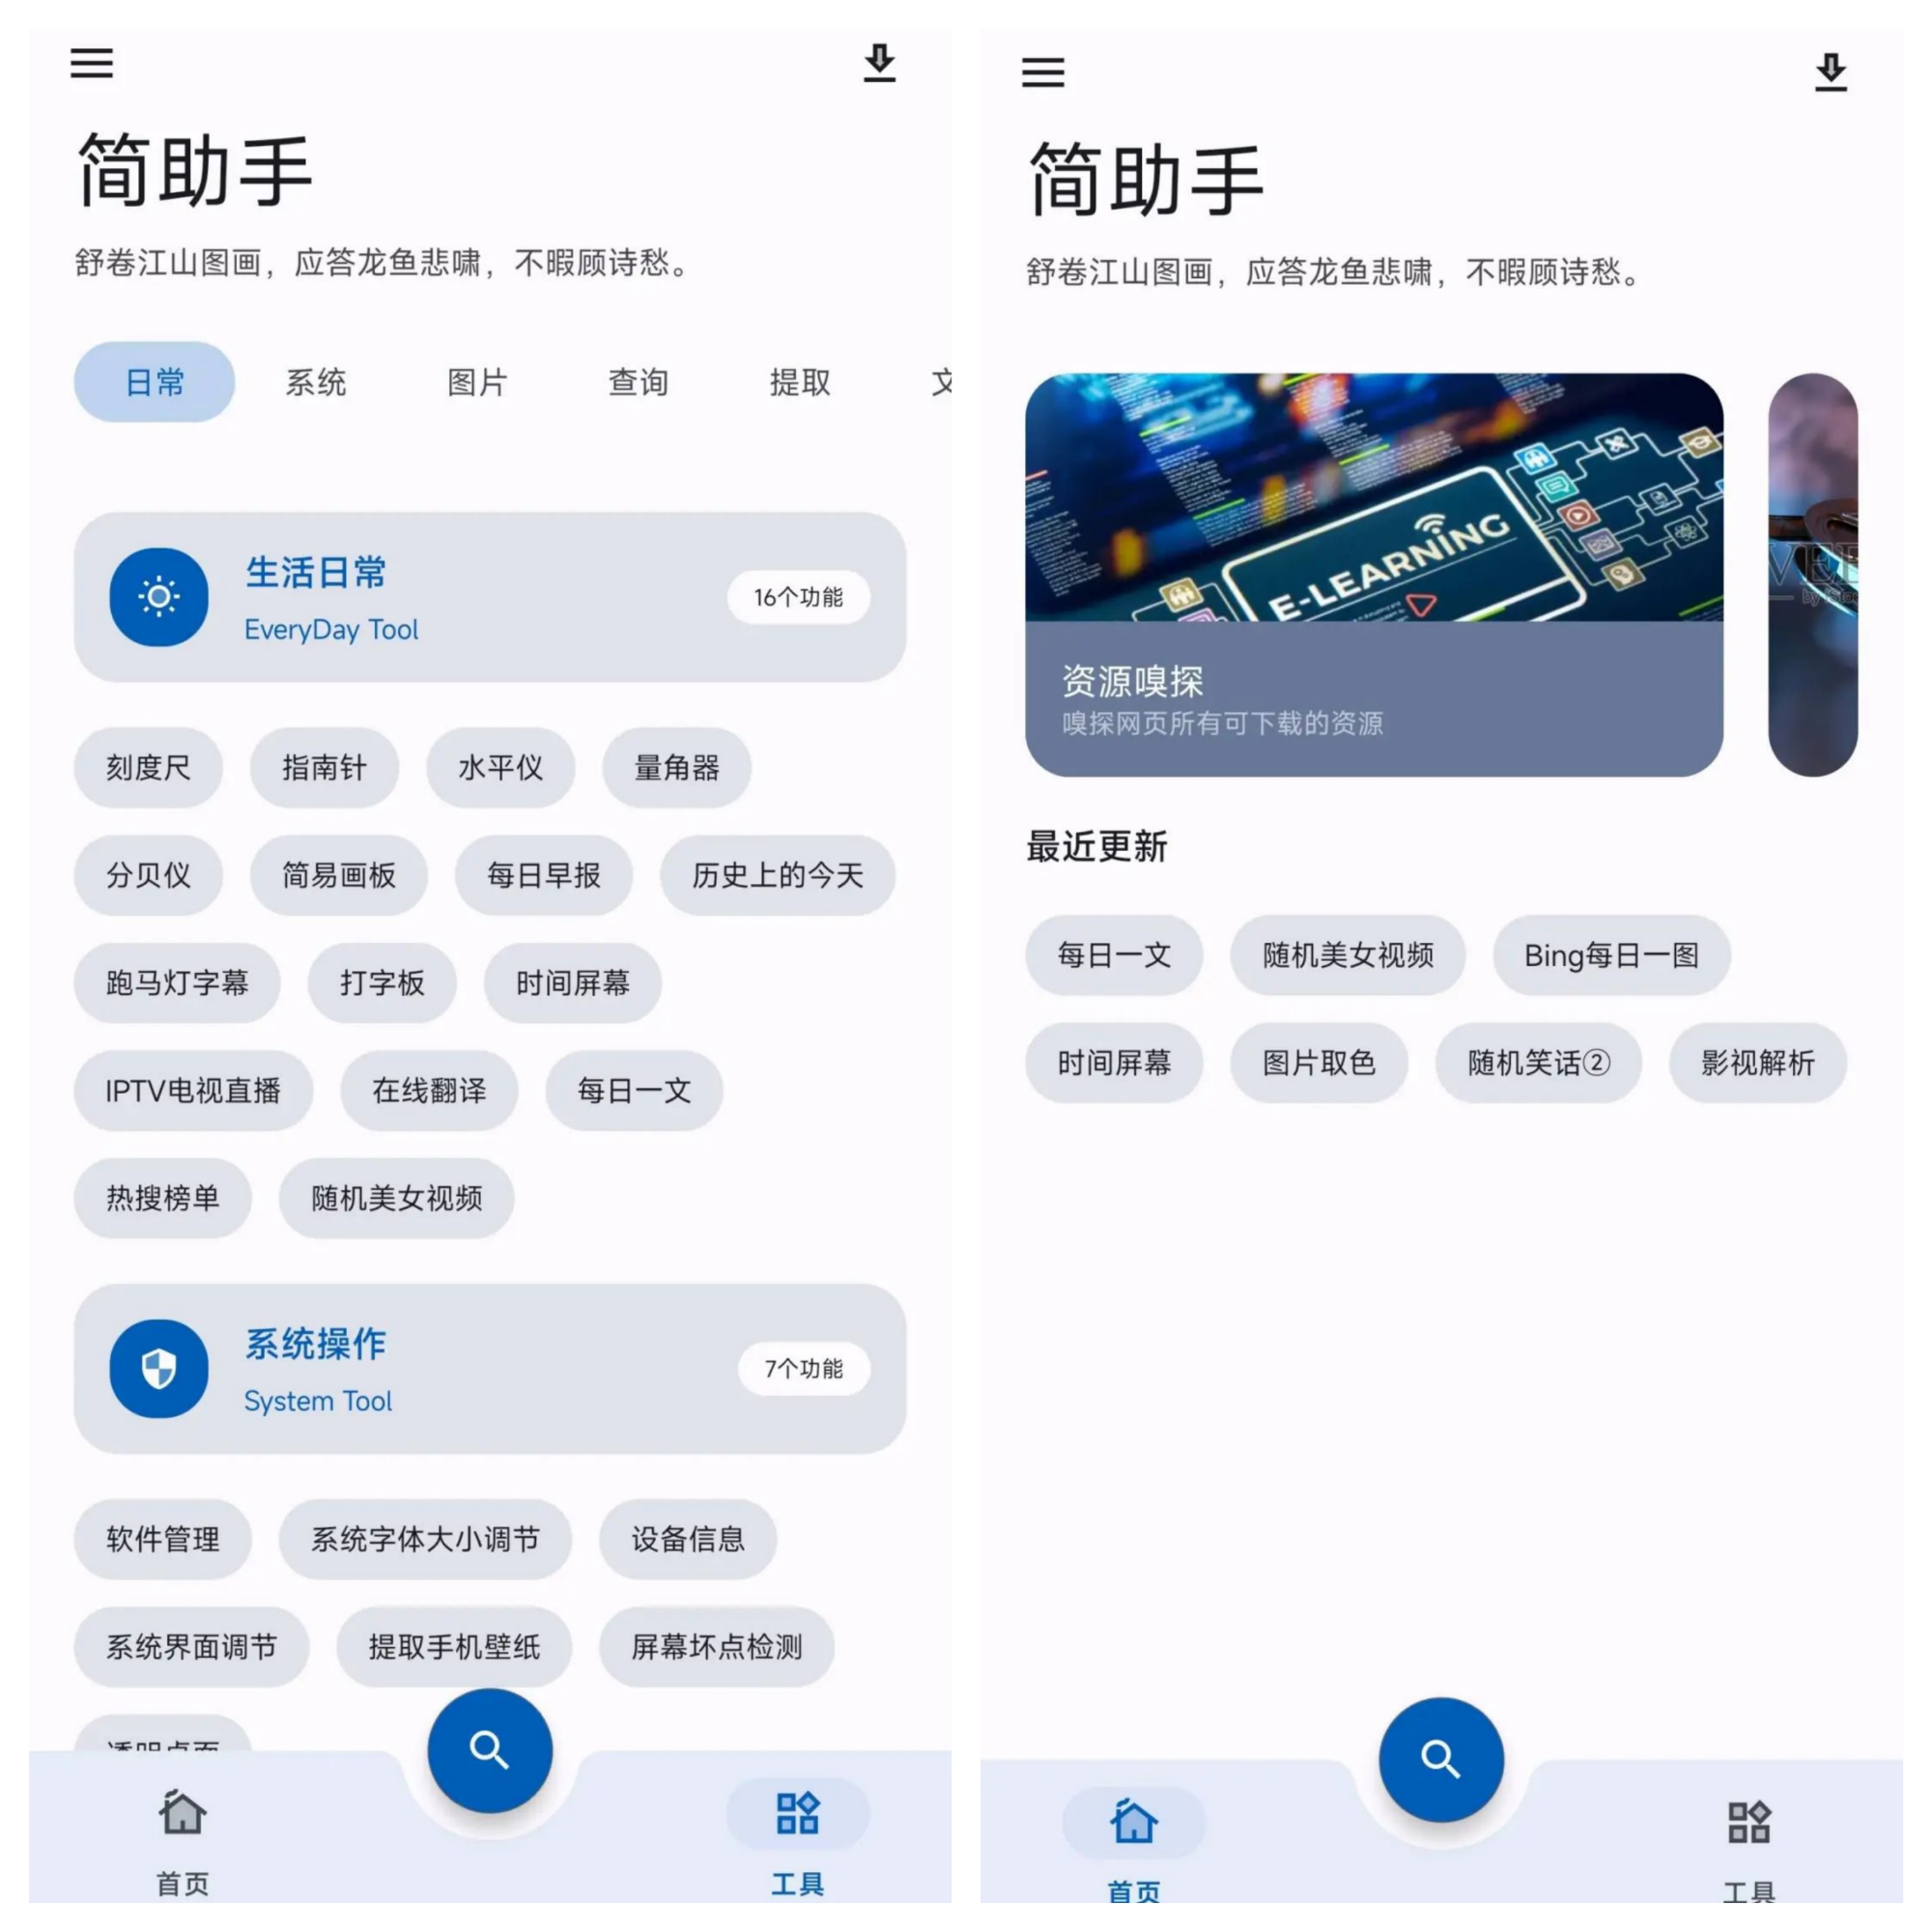 简助手
舒卷江山图画，应答龙鱼悲啸，不暇顾诗愁。
日常 系统 图片 查询 提取
生活日常
EveryDay Tool
16个功能
刻度尺 指南针 水平仪 量角器
分贝仪 简易画板 每日早报 历史上的今天
跑马灯字幕 打字板 时间屏幕
IPTV电视直播 在线翻译 每日一文
热搜榜单 随机美女视频
系统操作
System Tool
7个功能
软件管理 系统字体大小调节 设备信息
系统界面调节 提取手机壁纸 屏幕坏点检测
透明桌面
首页 工具
简助手
舒卷江山图画，应答龙鱼悲啸，不暇顾诗愁。
E-LEARNING
资源嗅探
嗅探网页所有可下载的资源
最近更新
每日一文 随机美女视频 Bing每日一图
时间屏幕 图片取色 随机笑话② 影视解析
首页 工具